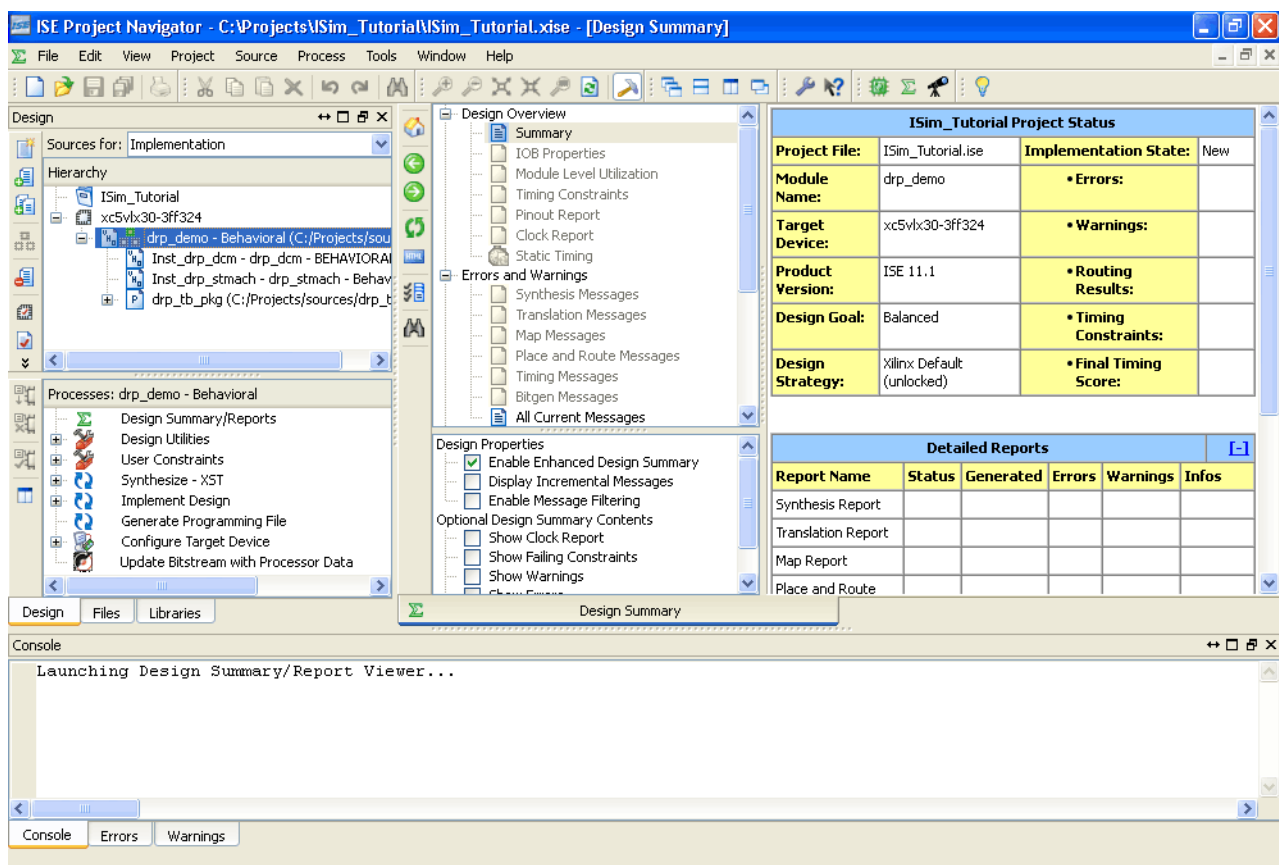 ISE Project Navigator - C:\Projects\ISim_Tutorial\ISim_Tutorial.xise - [Design Summary]
File Edit View Project Source Process Tools Window Help
Design
Sources for: Implementation
Hierarchy
ISim_Tutorial
xc5vlx30-3ff324
drp_demo - Behavioral (C:/Projects/sou
Inst_drp_dcm - drp_dcm - BEHAVIORAL
Inst_drp_stmach - drp_stmach - Behav
drp_tb_pkg (C:/Projects/sources/drp_t
Processes: drp_demo - Behavioral
Design Summary/Reports
Design Utilities
User Constraints
Synthesize - XST
Implement Design
Generate Programming File
Configure Target Device
Update Bitstream with Processor Data
Design Files Libraries
HTML
Design Overview
Summary
IOB Properties
Module Level Utilization
Timing Constraints
Pinout Report
Clock Report
Static Timing
Errors and Warnings
Synthesis Messages
Translation Messages
Map Messages
Place and Route Messages
Timing Messages
Bitgen Messages
All Current Messages
Design Properties
Enable Enhanced Design Summary
Display Incremental Messages
Enable Message Filtering
Optional Design Summary Contents
Show Clock Report
Show Failing Constraints
Show Warnings
Show Errors
Design Summary
ISim_Tutorial Project Status
Project File: ISim_Tutorial.ise Implementation State: New
Module Name: drp_demo • Errors:
Target Device: xc5vlx30-3ff324 • Warnings:
Product Version: ISE 11.1 • Routing Results:
Design Goal: Balanced • Timing Constraints:
Design Strategy: Xilinx Default (unlocked) • Final Timing Score:
Detailed Reports [-]
Report Name Status Generated Errors Warnings Infos
Synthesis Report
Translation Report
Map Report
Place and Route
Console
Launching Design Summary/Report Viewer...
Console Errors Warnings